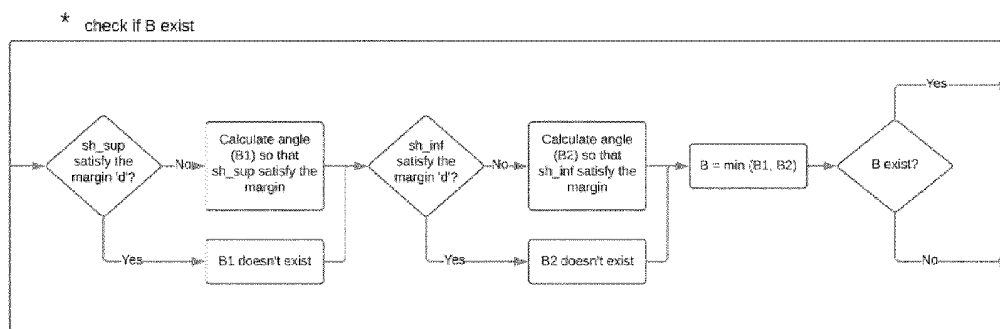 * check if B exist
sh_sup
satisfy the
margin 'd'?
No
Calculate angle
(B1) so that
sh_sup satisfy the
margin
sh_inf
satisfy the
margin 'd'?
No
Calculate angle
(B2) so that
sh_inf satisfy the
margin
B = min (B1, B2)
B exist?
Yes
Yes
B1 doesn't exist
Yes
B2 doesn't exist
No